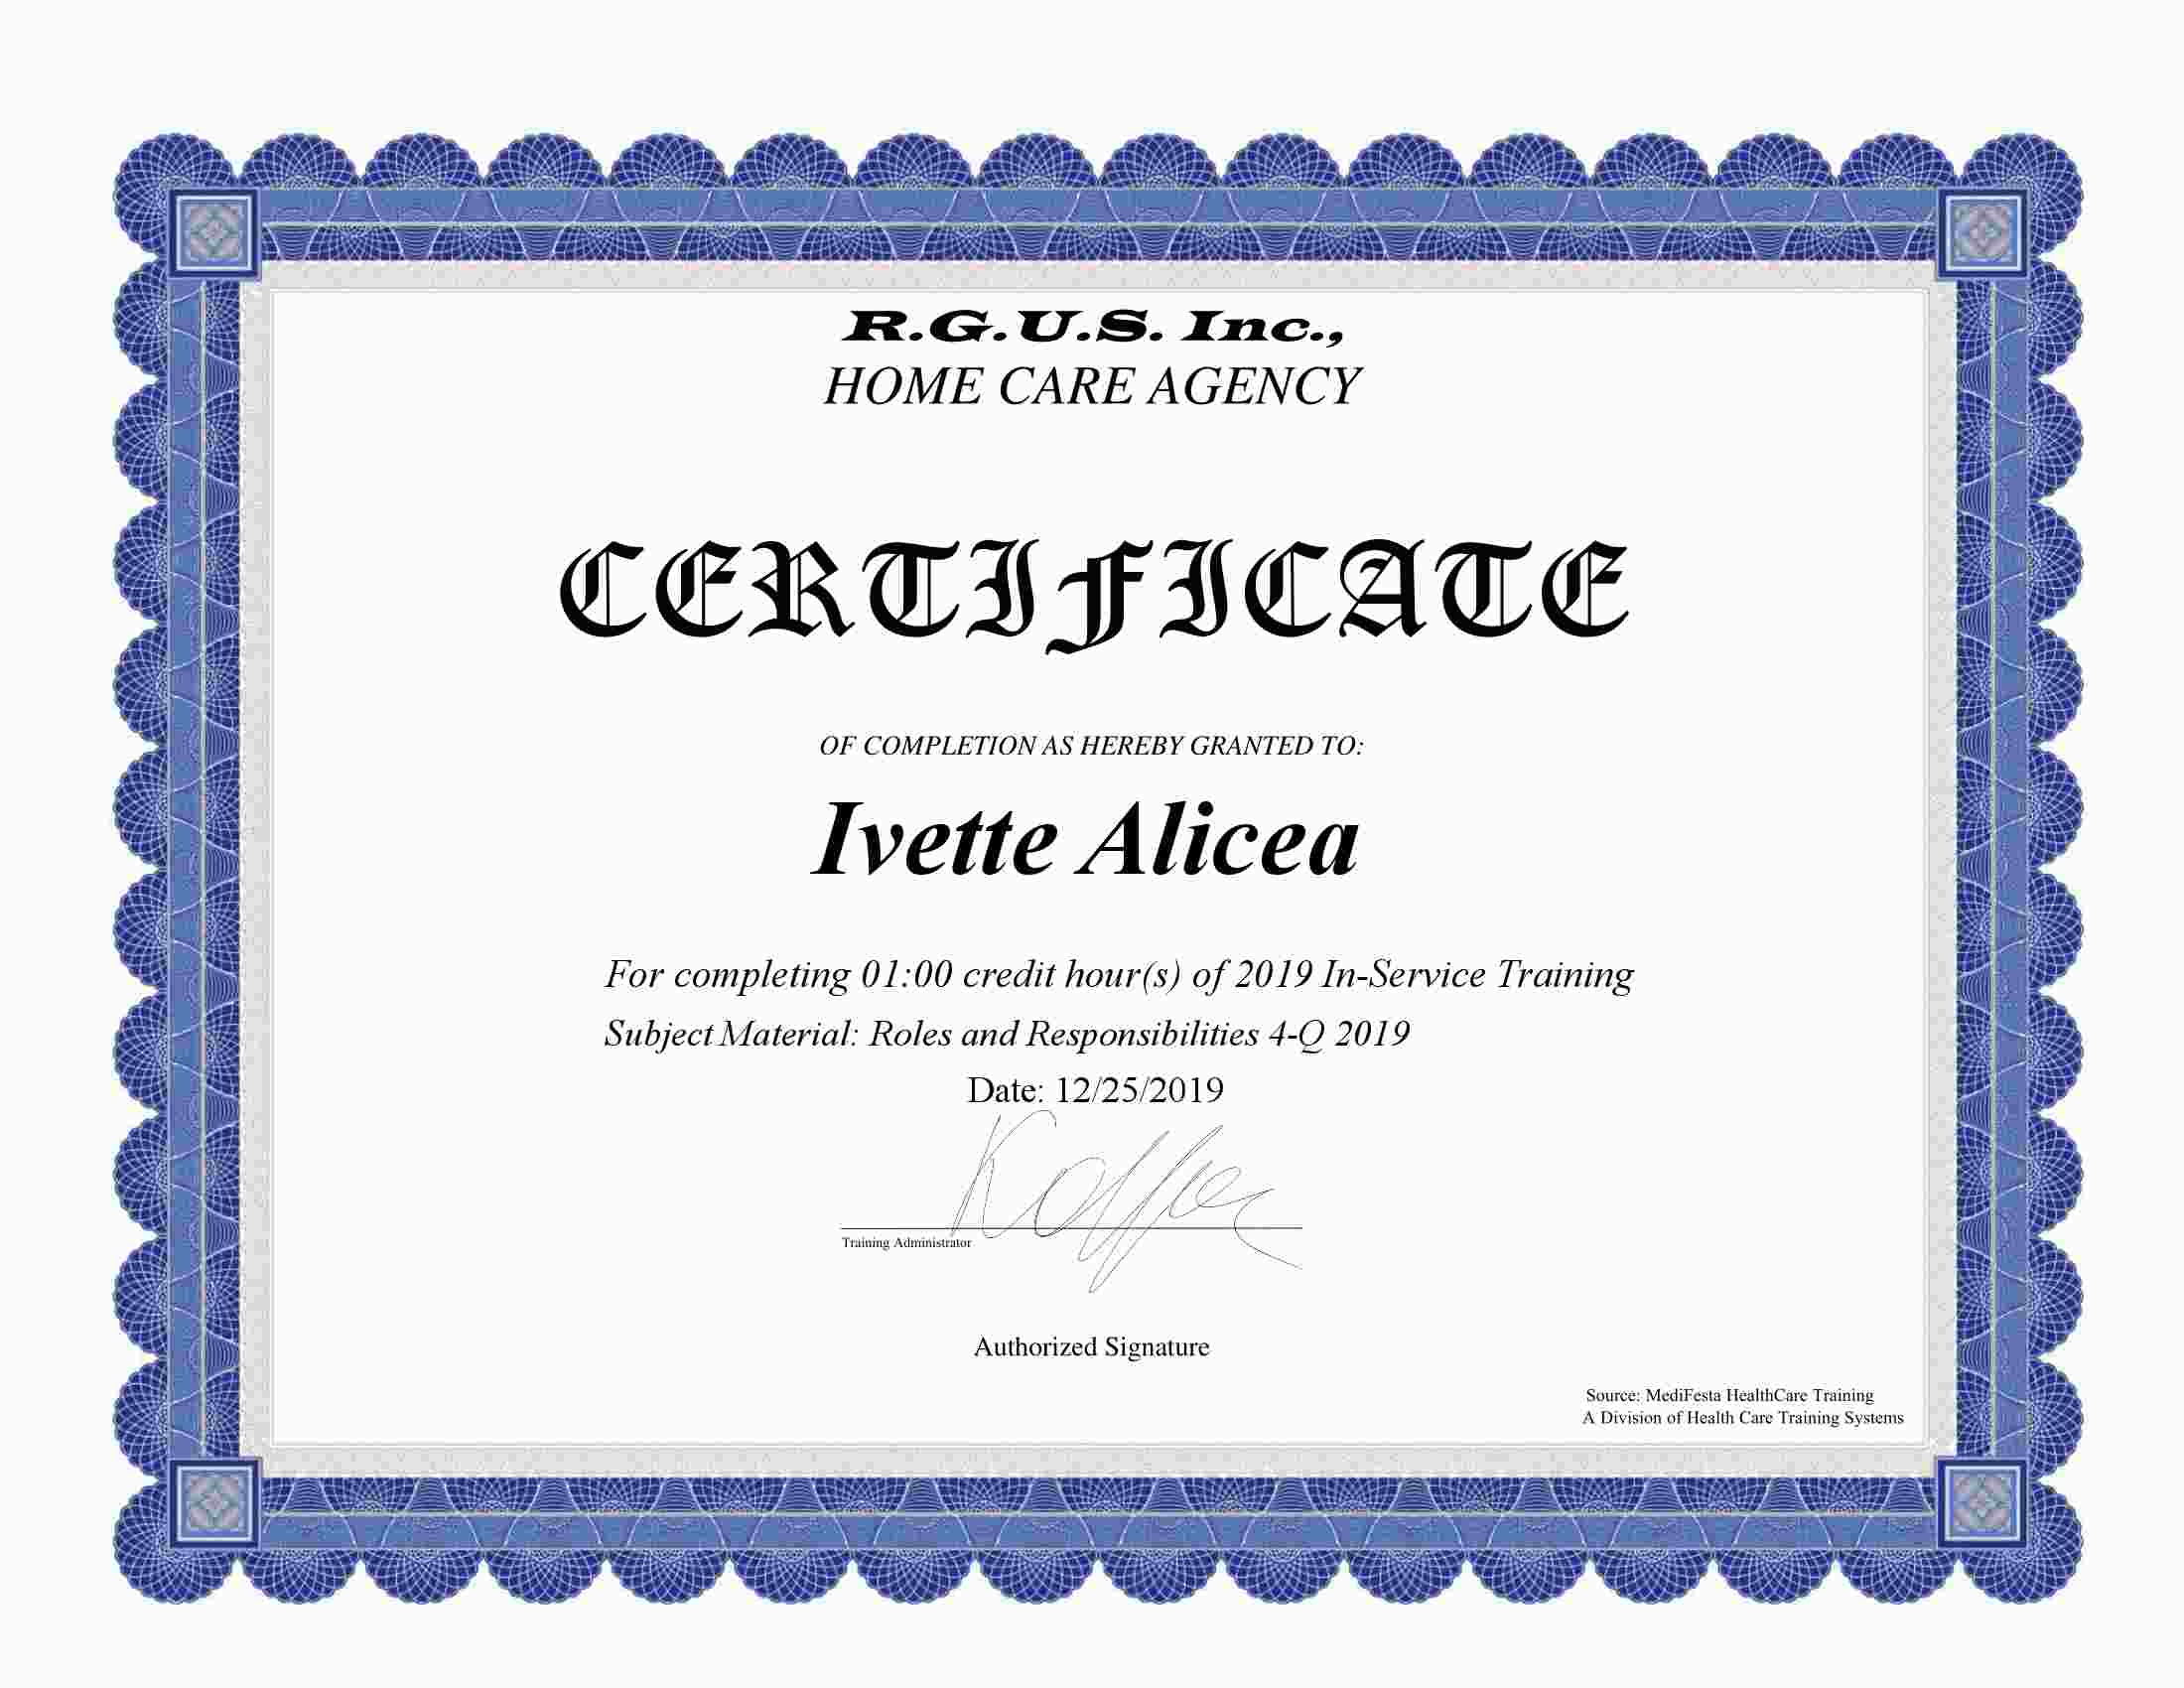 R.G.U.S. Inc.,
HOME CARE AGENCY
CERTIFICATE
OF COMPLETION AS HEREBY GRANTED TO:
Ivette Alicea
For completing 01:00 credit hour(s) of 2019 In-Service Training
Subject Material: Roles and Responsibilities 4-Q 2019
Date: 12/25/2019
Training Administrator
Authorized Signature
Source: MediFesta HealthCare Training
A Division of Health Care Training Systems